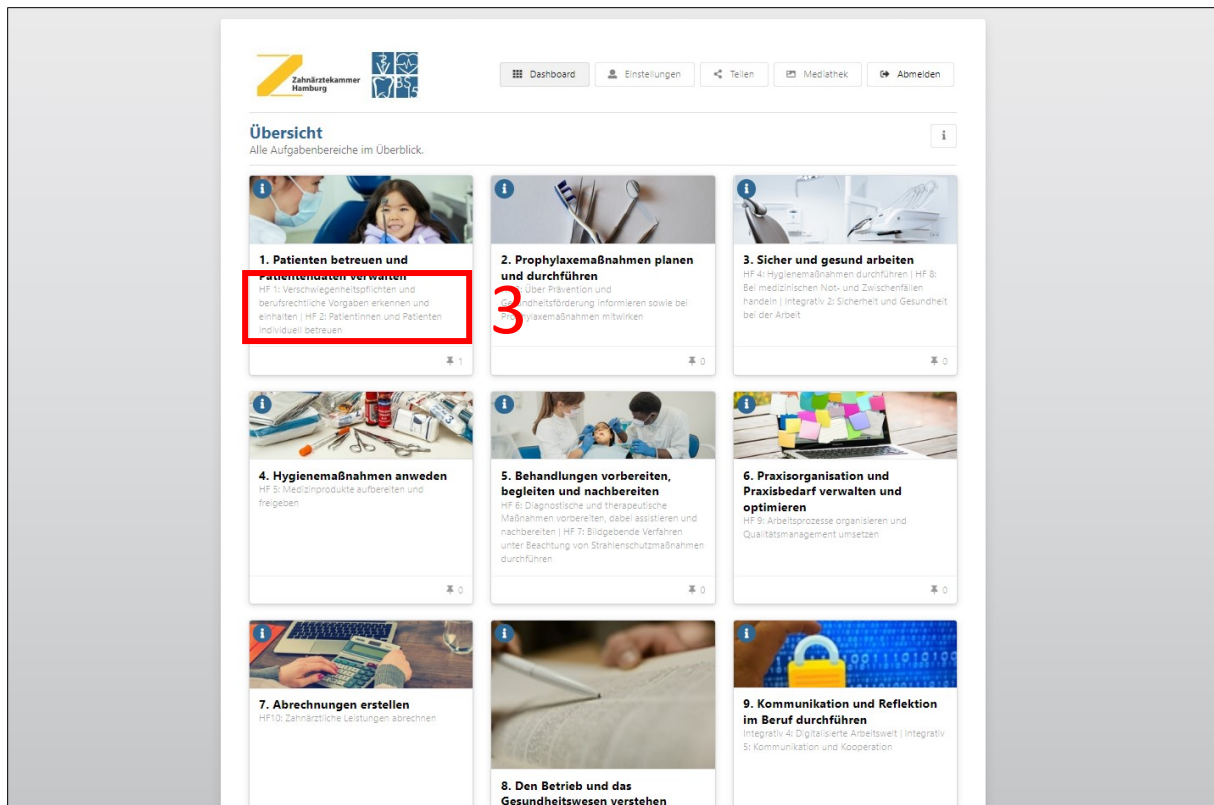 Zahnärztekammer
Hamburg
BS
15
Dashboard
Einstellungen
Teilen
Mediathek
Abmelden
Übersicht
Alle Aufgabenbereiche im Überblick.
i
i
i
i
1. Patienten betreuen und
Patientendaten verwalten
HF 1: Verschwiegenheitspflichten und
berufsrechtliche Vorgaben erkennen und
einhalten | HF 2: Patientinnen und Patienten
individuell betreuen
1
2. Prophylaxemaßnahmen planen
und durchführen
Über Prävention und
Gesundheitsförderung informieren sowie bei
Prophylaxemaßnahmen mitwirken
0
3
3. Sicher und gesund arbeiten
HF 4: Hygienemaßnahmen durchführen | HF 8:
Bei medizinischen Not- und Zwischenfällen
handeln | Integrativ 2: Sicherheit und Gesundheit
bei der Arbeit
0
i
i
i
4. Hygienemaßnahmen anweden
HF 5: Medizinprodukte aufbereiten und
freigeben
0
5. Behandlungen vorbereiten,
begleiten und nachbereiten
HF 6: Diagnostische und therapeutische
Maßnahmen vorbereiten, dabei assistieren und
nachbereiten | HF 7: Bildgebende Verfahren
unter Beachtung von Strahlenschutzmaßnahmen
durchführen
0
6. Praxisorganisation und
Praxisbedarf verwalten und
optimieren
HF 9: Arbeitsprozesse organisieren und
Qualitätsmanagement umsetzen
0
i
i
i
7. Abrechnungen erstellen
HF10: Zahnärztliche Leistungen abrechnen
8. Den Betrieb und das
Gesundheitswesen verstehen
9. Kommunikation und Reflektion
im Beruf durchführen
Integrativ 4: Digitalisierte Arbeitswelt | Integrativ
5: Kommunikation und Kooperation